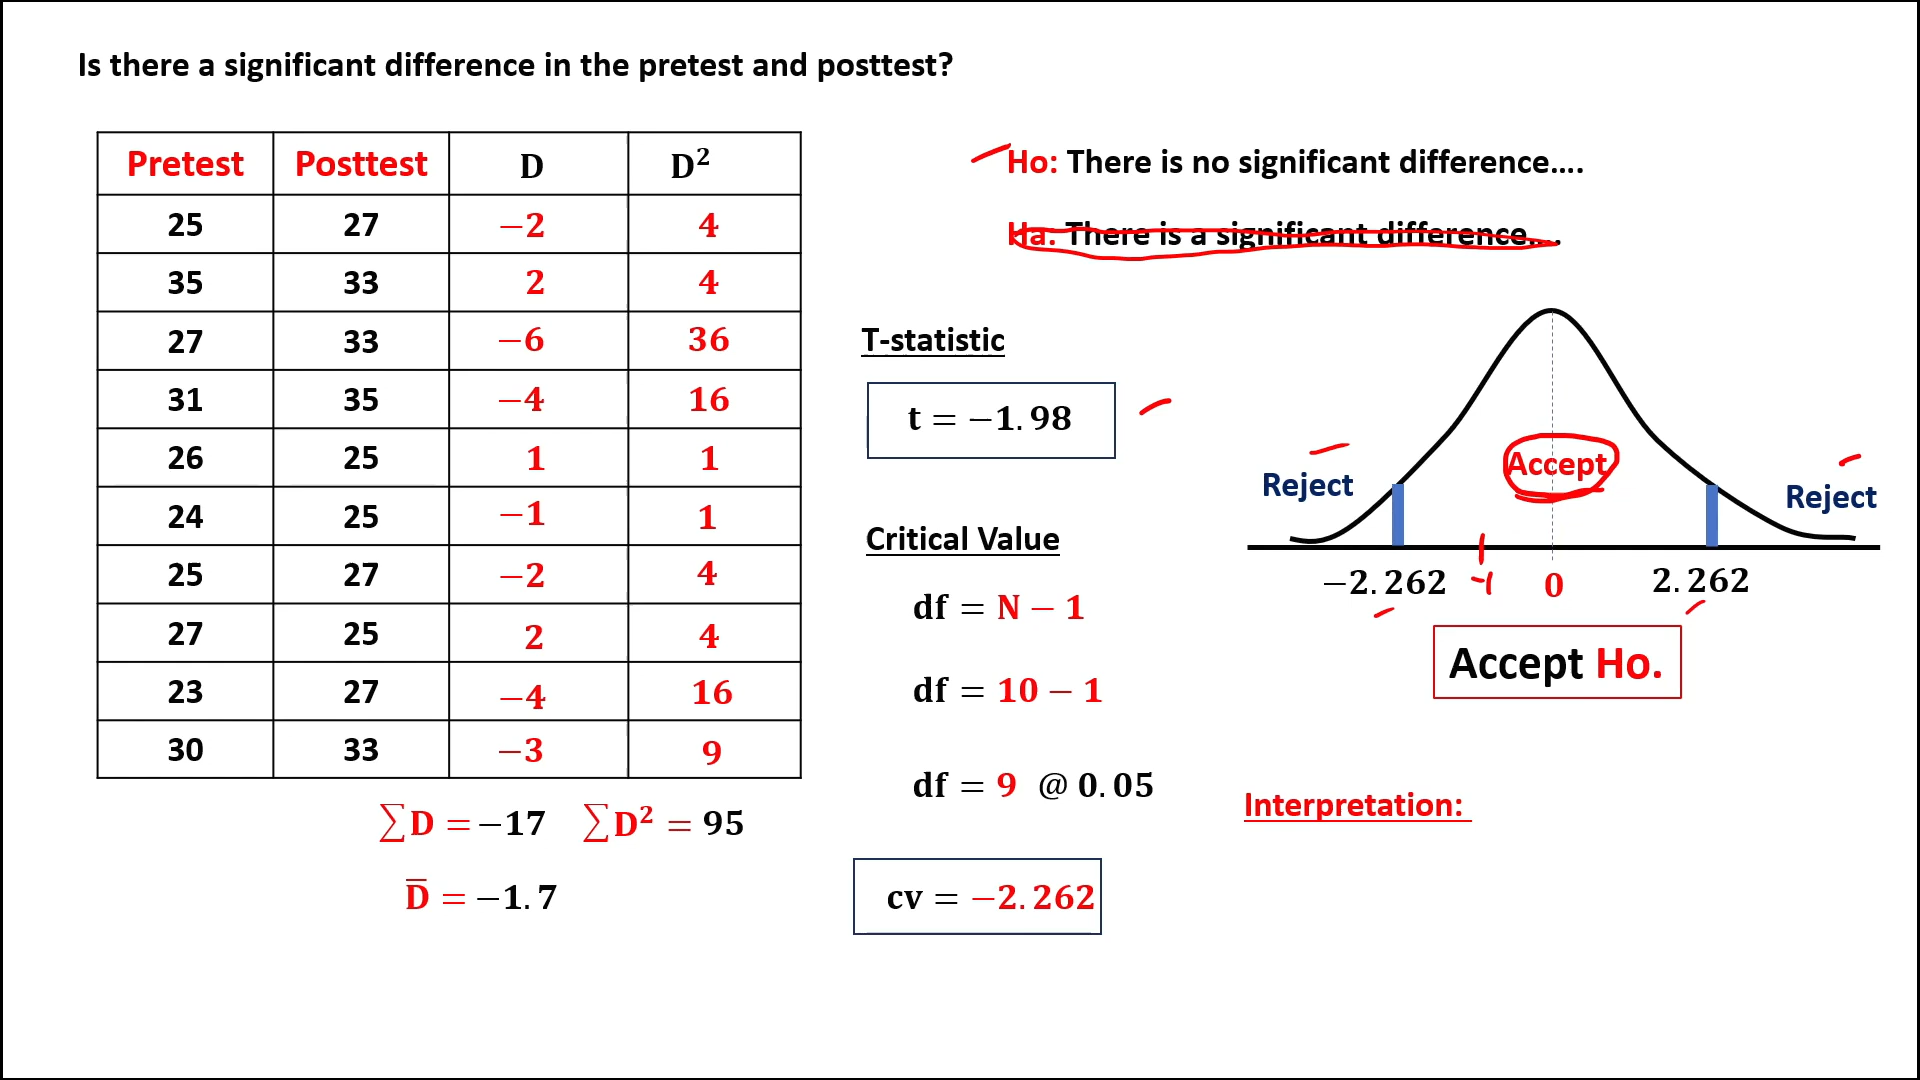 Is there a significant difference in the pretest and posttest?
Pretest Posttest D D²
25 27 −2 4
35 33 2 4
27 33 −6 36
31 35 −4 16
26 25 1 1
24 25 −1 1
25 27 −2 4
27 25 2 4
23 27 −4 16
30 33 −3 9
∑D = −17 ∑D² = 95
D̅ = −1.7
Ho: There is no significant difference....
Ha: There is a significant difference....
T-statistic
t = −1.98
Critical Value
df = N − 1
df = 10 − 1
df = 9 @ 0.05
cv = −2.262
Reject
Accept
Reject
−2.262 -1 0 2.262
Accept Ho.
Interpretation: